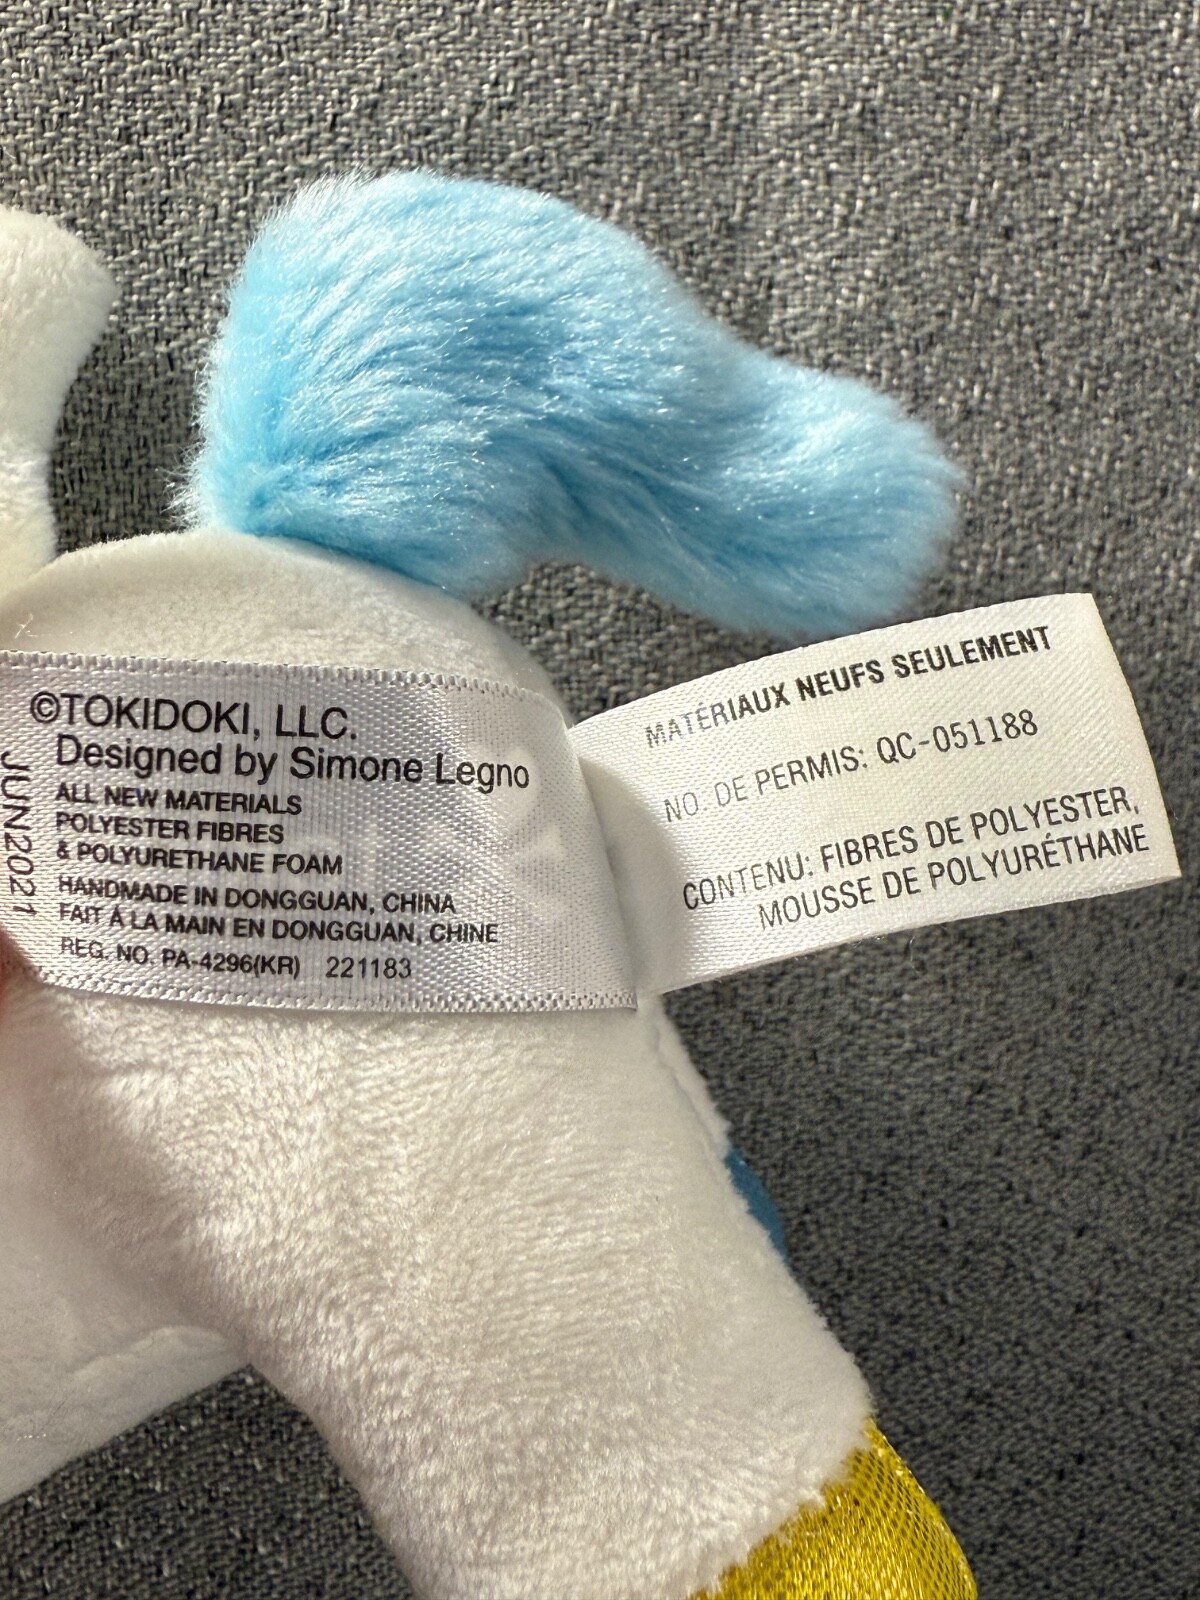 ©TOKIDOKI, LLC.
Designed by Simone Legno
ALL NEW MATERIALS
POLYESTER FIBRES
& POLYURETHANE FOAM
HANDMADE IN DONGGUAN, CHINA
FAIT À LA MAIN EN DONGGUAN, CHINE
REG. NO. PA-4296(KR) 221183
JUN2021
MATÉRIAUX NEUFS SEULEMENT
NO. DE PERMIS: QC-051188
CONTENU: FIBRES DE POLYESTER,
MOUSSE DE POLYURÉTHANE